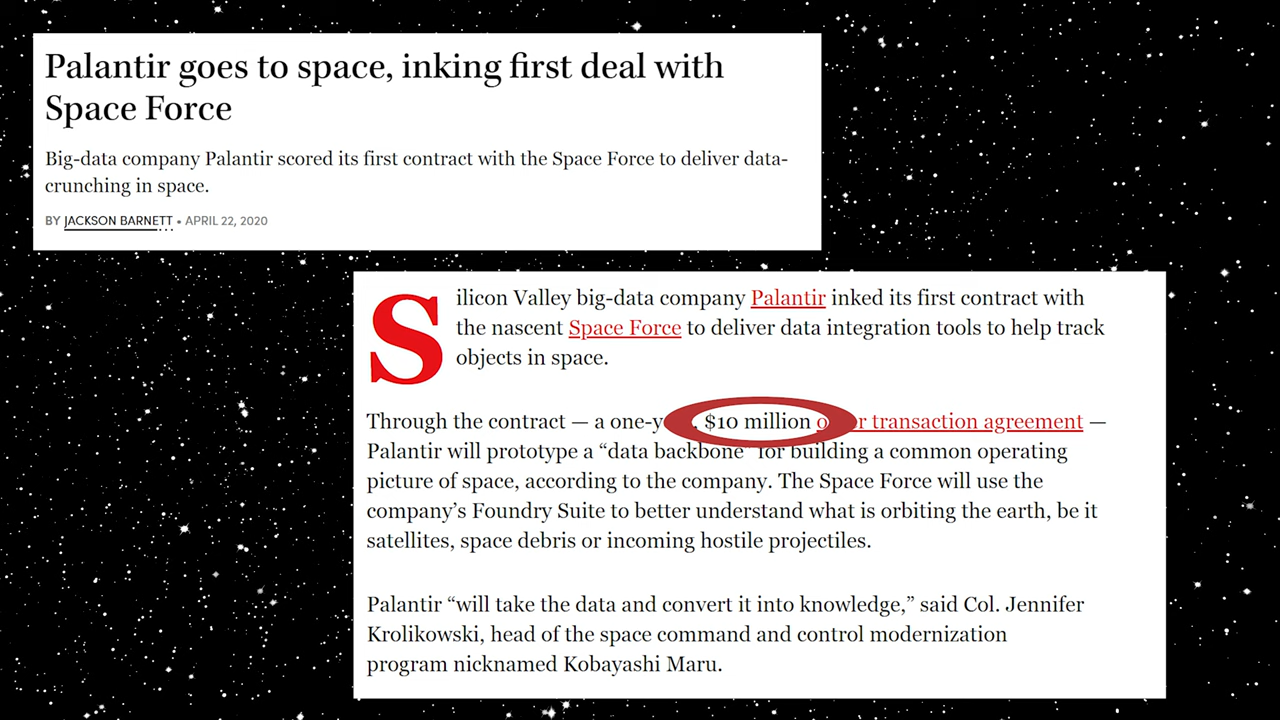 Palantir goes to space, inking first deal with
Space Force
Big-data company Palantir scored its first contract with the Space Force to deliver data-
crunching in space.
BY JACKSON BARNETT • APRIL 22, 2020
Silicon Valley big-data company Palantir inked its first contract with
the nascent Space Force to deliver data integration tools to help track
objects in space.
Through the contract — a one-y $10 million o r transaction agreement —
Palantir will prototype a “data backbone” for building a common operating
picture of space, according to the company. The Space Force will use the
company’s Foundry Suite to better understand what is orbiting the earth, be it
satellites, space debris or incoming hostile projectiles.
Palantir “will take the data and convert it into knowledge,” said Col. Jennifer
Krolikowski, head of the space command and control modernization
program nicknamed Kobayashi Maru.